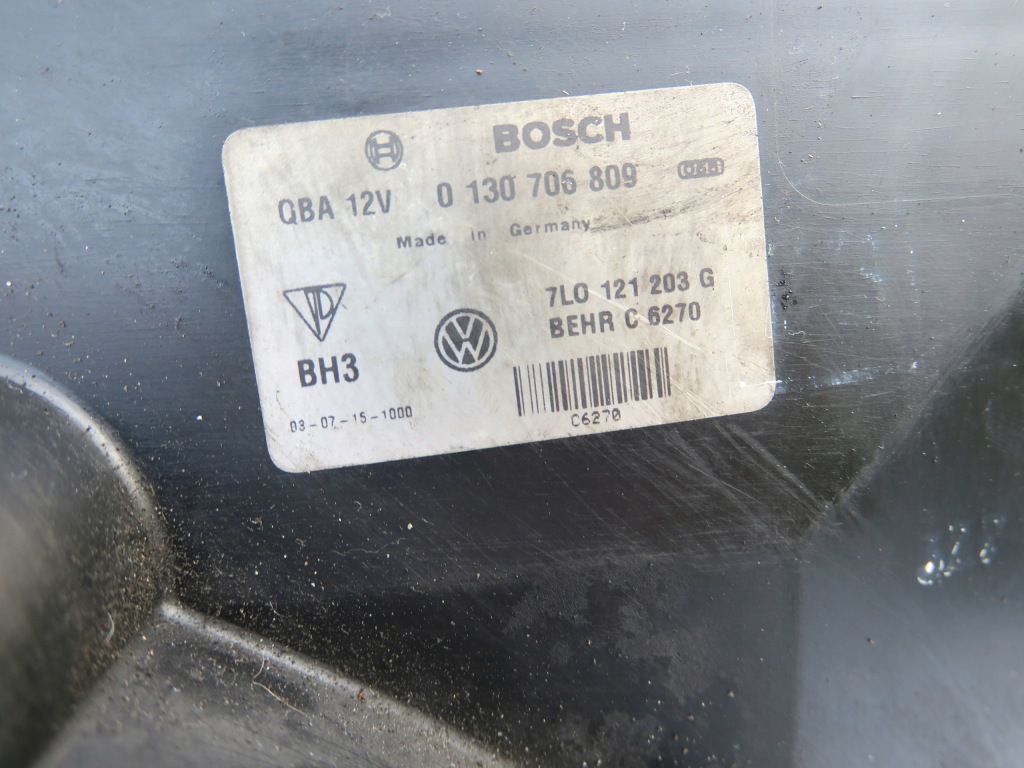 BOSCH
QBA 12V 0 130 706 809
Made in Germany
7L0 121 203 G
BEHR C 6270
VW
BH3
03-07-15-1000
C6270